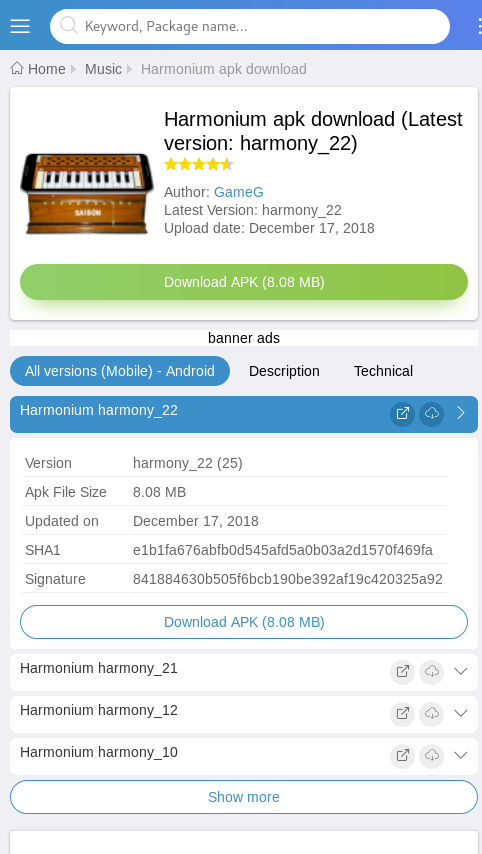 Keyword, Package name...
Home Music Harmonium apk download
Harmonium apk download (Latest
version: harmony_22)
SAISON
Author: GameG
Latest Version: harmony_22
Upload date: December 17, 2018
Download APK (8.08 MB)
banner ads
All versions (Mobile) - Android Description Technical
Harmonium harmony_22
Version harmony_22 (25)
Apk File Size 8.08 MB
Updated on December 17, 2018
SHA1 e1b1fa676abfb0d545afd5a0b03a2d1570f469fa
Signature 841884630b505f6bcb190be392af19c420325a92
Download APK (8.08 MB)
Harmonium harmony_21
Harmonium harmony_12
Harmonium harmony_10
Show more